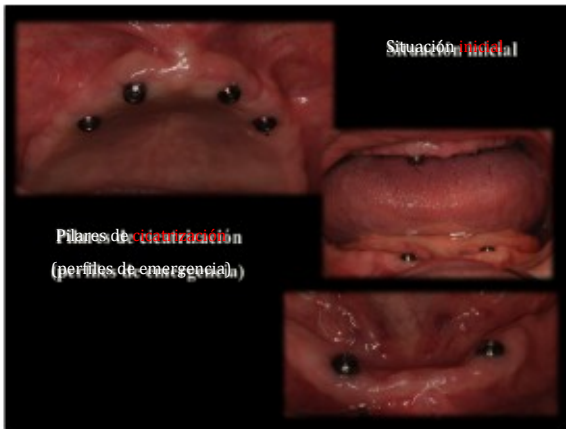 Situación inicial
Pilares de cicatrización
(perfiles de emergencia)